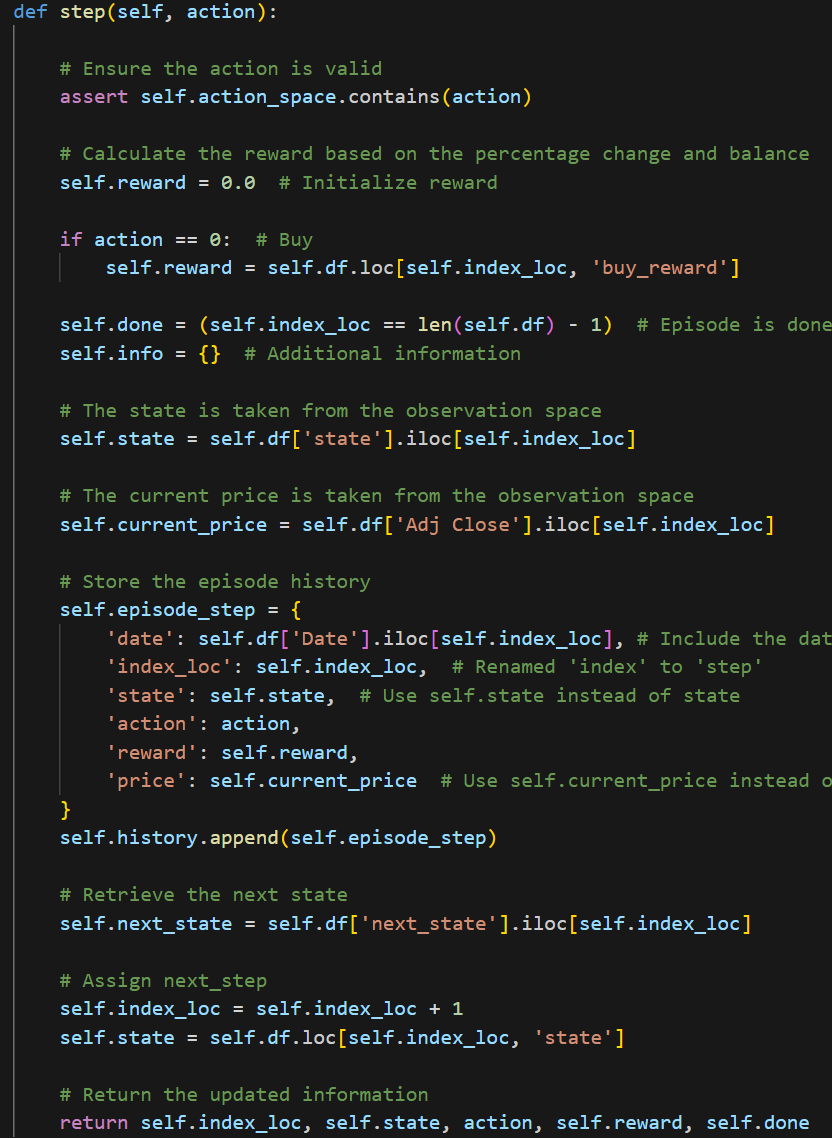 def step(self, action):
# Ensure the action is valid
assert self.action_space.contains(action)
# Calculate the reward based on the percentage change and balance
self.reward = 0.0  # Initialize reward
if action == 0:  # Buy
self.reward = self.df.loc[self.index_loc, 'buy_reward']
self.done = (self.index_loc == len(self.df) - 1)  # Episode is done
self.info = {}  # Additional information
# The state is taken from the observation space
self.state = self.df['state'].iloc[self.index_loc]
# The current price is taken from the observation space
self.current_price = self.df['Adj Close'].iloc[self.index_loc]
# Store the episode history
self.episode_step = {
'date': self.df['Date'].iloc[self.index_loc], # Include the dat
'index_loc': self.index_loc,  # Renamed 'index' to 'step'
'state': self.state,  # Use self.state instead of state
'action': action,
'reward': self.reward,
'price': self.current_price  # Use self.current_price instead o
}
self.history.append(self.episode_step)
# Retrieve the next state
self.next_state = self.df['next_state'].iloc[self.index_loc]
# Assign next_step
self.index_loc = self.index_loc + 1
self.state = self.df.loc[self.index_loc, 'state']
# Return the updated information
return self.index_loc, self.state, action, self.reward, self.done